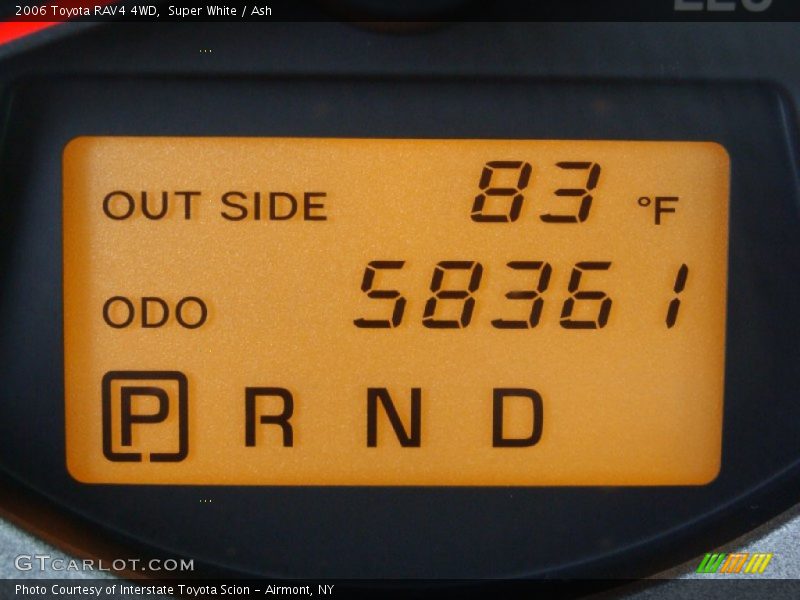 2006 Toyota RAV4 4WD, Super White / Ash
OUT SIDE 83 °F
ODO 58361
P R N D
GTCARLOT.COM
Photo Courtesy of Interstate Toyota Scion – Airmont, NY